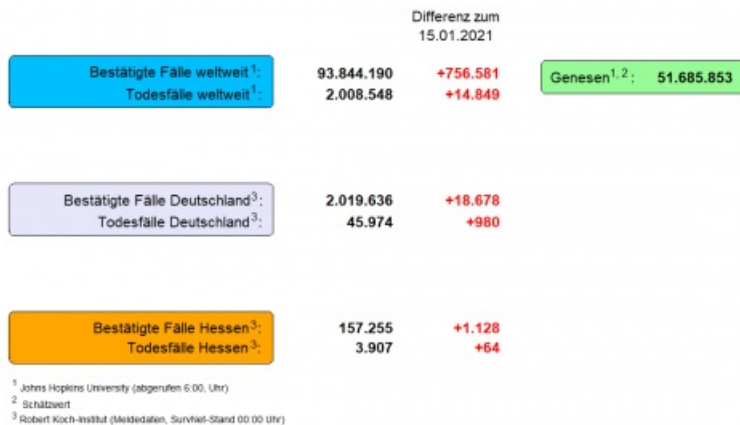 Differenz zum
15.01.2021
Bestätigte Fälle weltweit¹: 93.844.190 +756.581 Genesen¹,²: 51.685.853
Todesfälle weltweit¹: 2.008.548 +14.849
Bestätigte Fälle Deutschland³: 2.019.636 +18.678
Todesfälle Deutschland³: 45.974 +980
Bestätigte Fälle Hessen³: 157.255 +1.128
Todesfälle Hessen³: 3.907 +64
¹ Johns Hopkins University (abgerufen 6:00, Uhr)
² Schätzwert
³ Robert Koch-Institut (Meldedaten, SurvNet-Stand 00:00 Uhr)